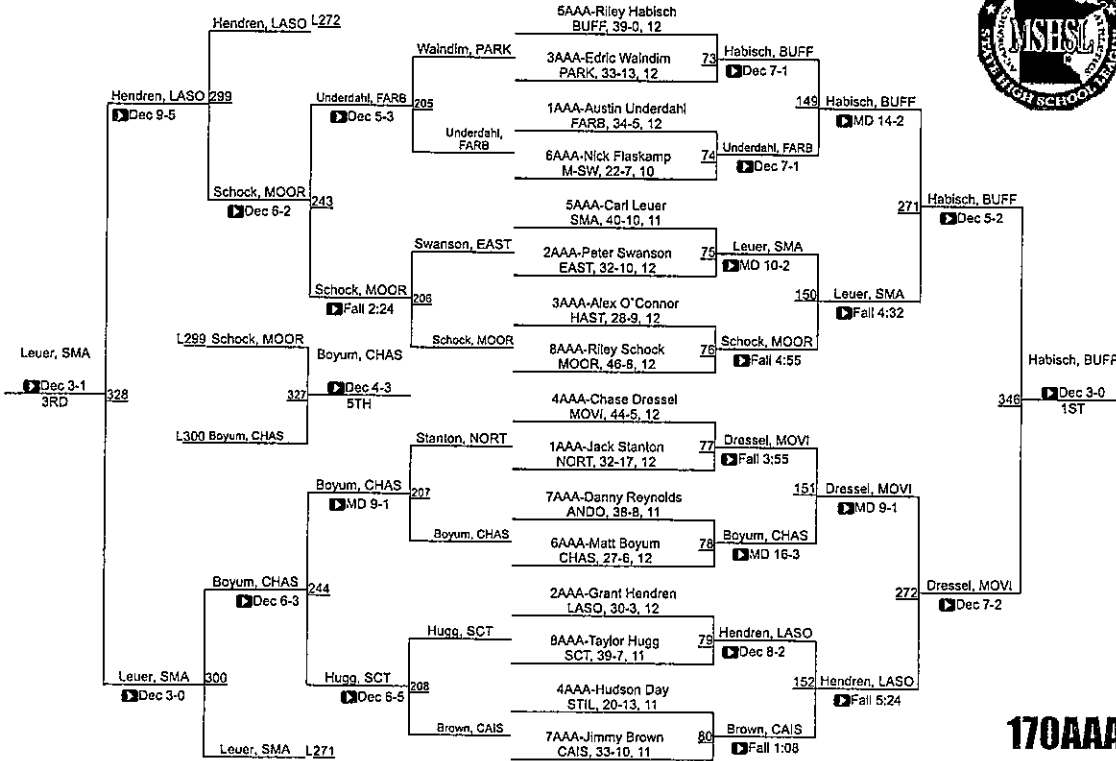 5AAA-Riley Habisch
BUFF, 39-0, 12
3AAA-Edric Waindim
PARK, 33-13, 12
1AAA-Austin Underdahl
FARB, 34-5, 12
6AAA-Nick Flaskamp
M-SW, 22-7, 10
5AAA-Carl Leuer
SMA, 40-10, 11
2AAA-Peter Swanson
EAST, 32-10, 12
3AAA-Alex O'Connor
HAST, 28-9, 12
8AAA-Riley Schock
MOOR, 46-8, 12
4AAA-Chase Dressel
MOVI, 44-5, 12
1AAA-Jack Stanton
NORT, 32-17, 12
7AAA-Danny Reynolds
ANDO, 38-8, 11
6AAA-Matt Boyum
CHAS, 27-6, 12
2AAA-Grant Hendren
LASO, 30-3, 12
8AAA-Taylor Hugg
SCT, 39-7, 11
4AAA-Hudson Day
STIL, 20-13, 11
7AAA-Jimmy Brown
CAIS, 33-10, 11
73 Habisch, BUFF
Dec 7-1
74 Underdahl, FARB
Dec 7-1
75 Leuer, SMA
MD 10-2
76 Schock, MOOR
Fall 4:55
77 Dressel, MOVI
Fall 3:55
78 Boyum, CHAS
MD 16-3
79 Hendren, LASO
Dec 8-2
80 Brown, CAIS
Fall 1:08
149 Habisch, BUFF
MD 14-2
150 Leuer, SMA
Fall 4:32
151 Dressel, MOVI
MD 9-1
152 Hendren, LASO
Fall 5:24
271 Habisch, BUFF
Dec 5-2
272 Dressel, MOVI
Dec 7-2
346 Habisch, BUFF
Dec 3-0
1ST
Waindim, PARK
Underdahl,
FARB
205 Underdahl, FARB
Dec 5-3
Swanson, EAST
Schock, MOOR
206 Schock, MOOR
Fall 2:24
Stanton, NORT
Boyum, CHAS
207 Boyum, CHAS
MD 9-1
Hugg, SCT
Brown, CAIS
208 Hugg, SCT
Dec 6-5
243 Schock, MOOR
Dec 6-2
244 Boyum, CHAS
Dec 6-3
Hendren, LASO L272
Hendren, LASO 299
Dec 9-5
Leuer, SMA L271
Leuer, SMA 300
Dec 3-0
Leuer, SMA
Dec 3-1 328
3RD
L299 Schock, MOOR
L300 Boyum, CHAS
327 Boyum, CHAS
Dec 4-3
5TH
MSHSL
ACADEMICS
ATHLETICS
STATE HIGH SCHOOL LEAGUE
170AAA